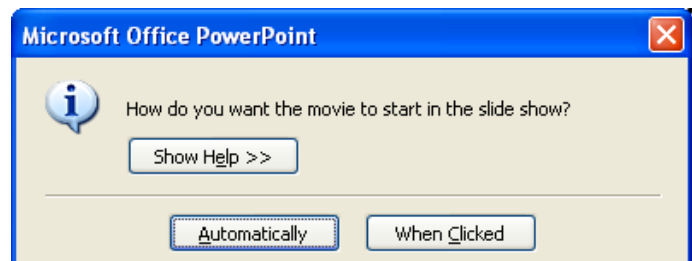 Microsoft Office PowerPoint
How do you want the movie to start in the slide show?
Show Help >>
Automatically When Clicked